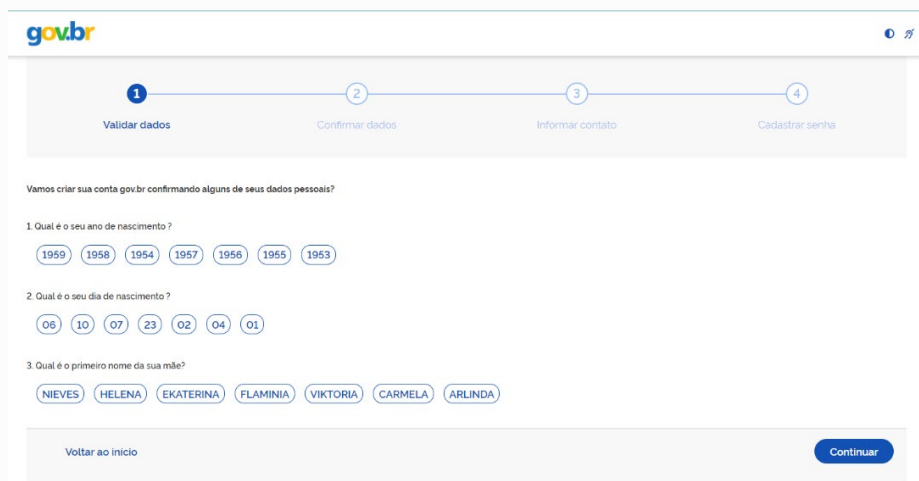 gov.br
1 2 3 4
Validar dados Confirmar dados Informar contato Cadastrar senha
Vamos criar sua conta gov.br confirmando alguns de seus dados pessoais?
1. Qual é o seu ano de nascimento ?
1959 1958 1954 1957 1956 1955 1953
2. Qual é o seu dia de nascimento ?
06 10 07 23 02 04 01
3. Qual é o primeiro nome da sua mãe?
NIEVES HELENA EKATERINA FLAMINIA VIKTORIA CARMELA ARLINDA
Voltar ao início Continuar